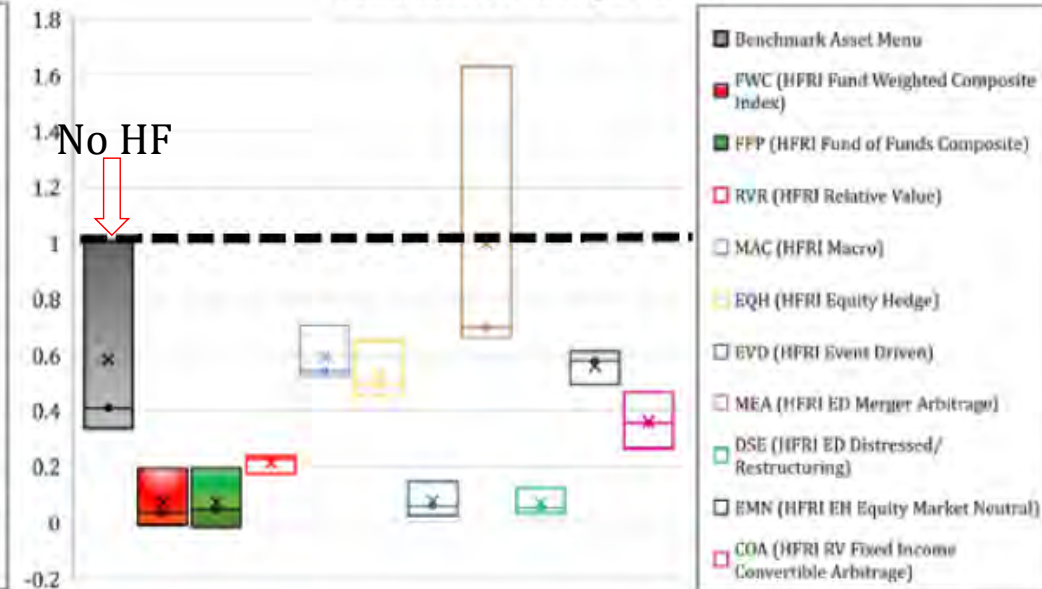 1.8
1.6
1.4
No HF
1.2
1
0.8
0.6
0.4
0.2
0
-0.2
Benchmark Asset Menu
FWC (HFRI Fund Weighted Composite
Index)
FFP (HFRI Fund of Funds Composite)
RVR (HFRI Relative Value)
MAC (HFRI Macro)
EQH (HFRI Equity Hedge)
EVD (HFRI Event Driven)
MEA (HFRI ED Merger Arbitrage)
DSE (HFRI ED Distressed/
Restructuring)
EMN (HFRI EH Equity Market Neutral)
COA (HFRI RV Fixed Income
Convertible Arbitrage)